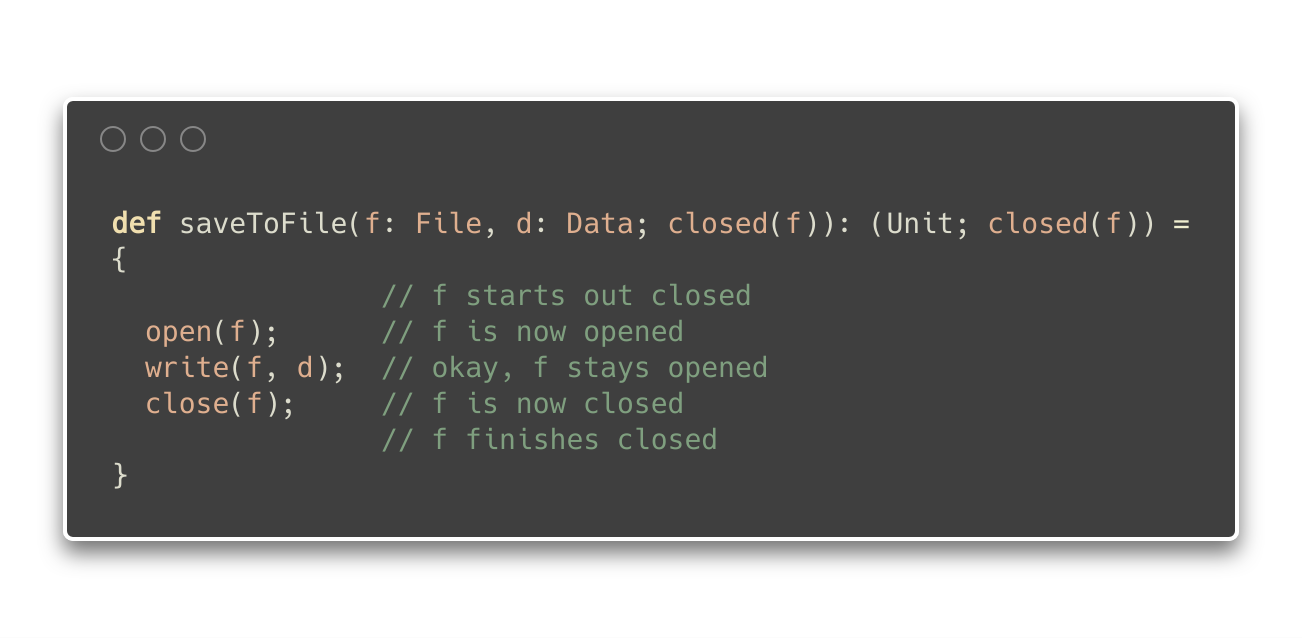 def saveToFile(f: File, d: Data; closed(f)): (Unit; closed(f)) =
{
                // f starts out closed
  open(f);      // f is now opened
  write(f, d);  // okay, f stays opened
  close(f);     // f is now closed
                // f finishes closed
}